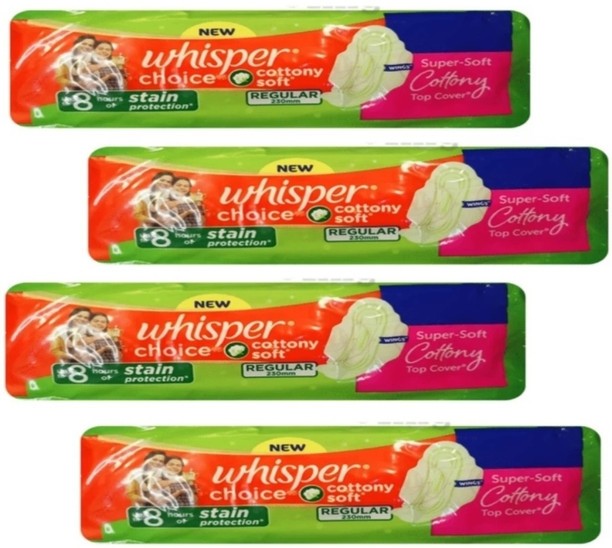 NEW
whisper
choice cottony soft
8 hours of stain protection*
REGULAR
230mm
WINGS
Super-Soft
Cottony
Top Cover*
NEW
whisper
choice cottony soft
8 hours of stain protection*
REGULAR
230mm
WINGS
Super-Soft
Cottony
Top Cover*
NEW
whisper
choice cottony soft
8 hours of stain protection*
REGULAR
230mm
WINGS
Super-Soft
Cottony
Top Cover*
NEW
whisper
choice cottony soft
8 hours of stain protection*
REGULAR
230mm
WINGS
Super-Soft
Cottony
Top Cover*